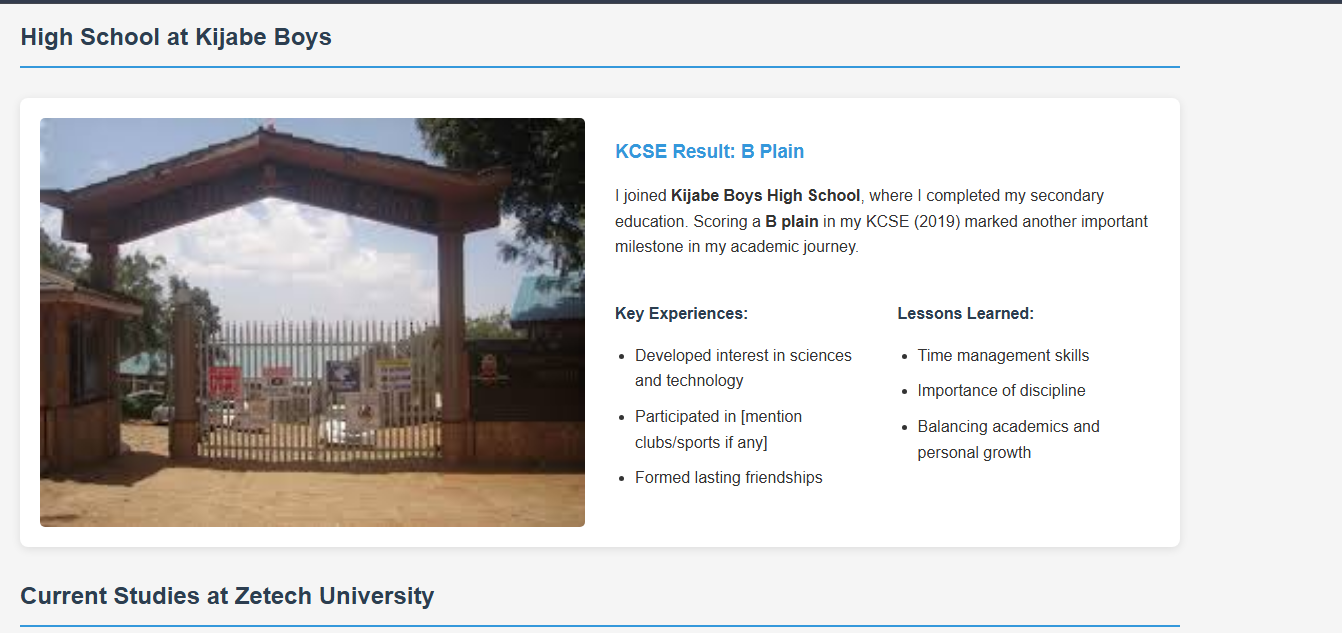 High School at Kijabe Boys
KCSE Result: B Plain
I joined Kijabe Boys High School, where I completed my secondary
education. Scoring a B plain in my KCSE (2019) marked another important
milestone in my academic journey.
Key Experiences:
Developed interest in sciences
and technology
Participated in [mention
clubs/sports if any]
Formed lasting friendships
Lessons Learned:
Time management skills
Importance of discipline
Balancing academics and
personal growth
Current Studies at Zetech University